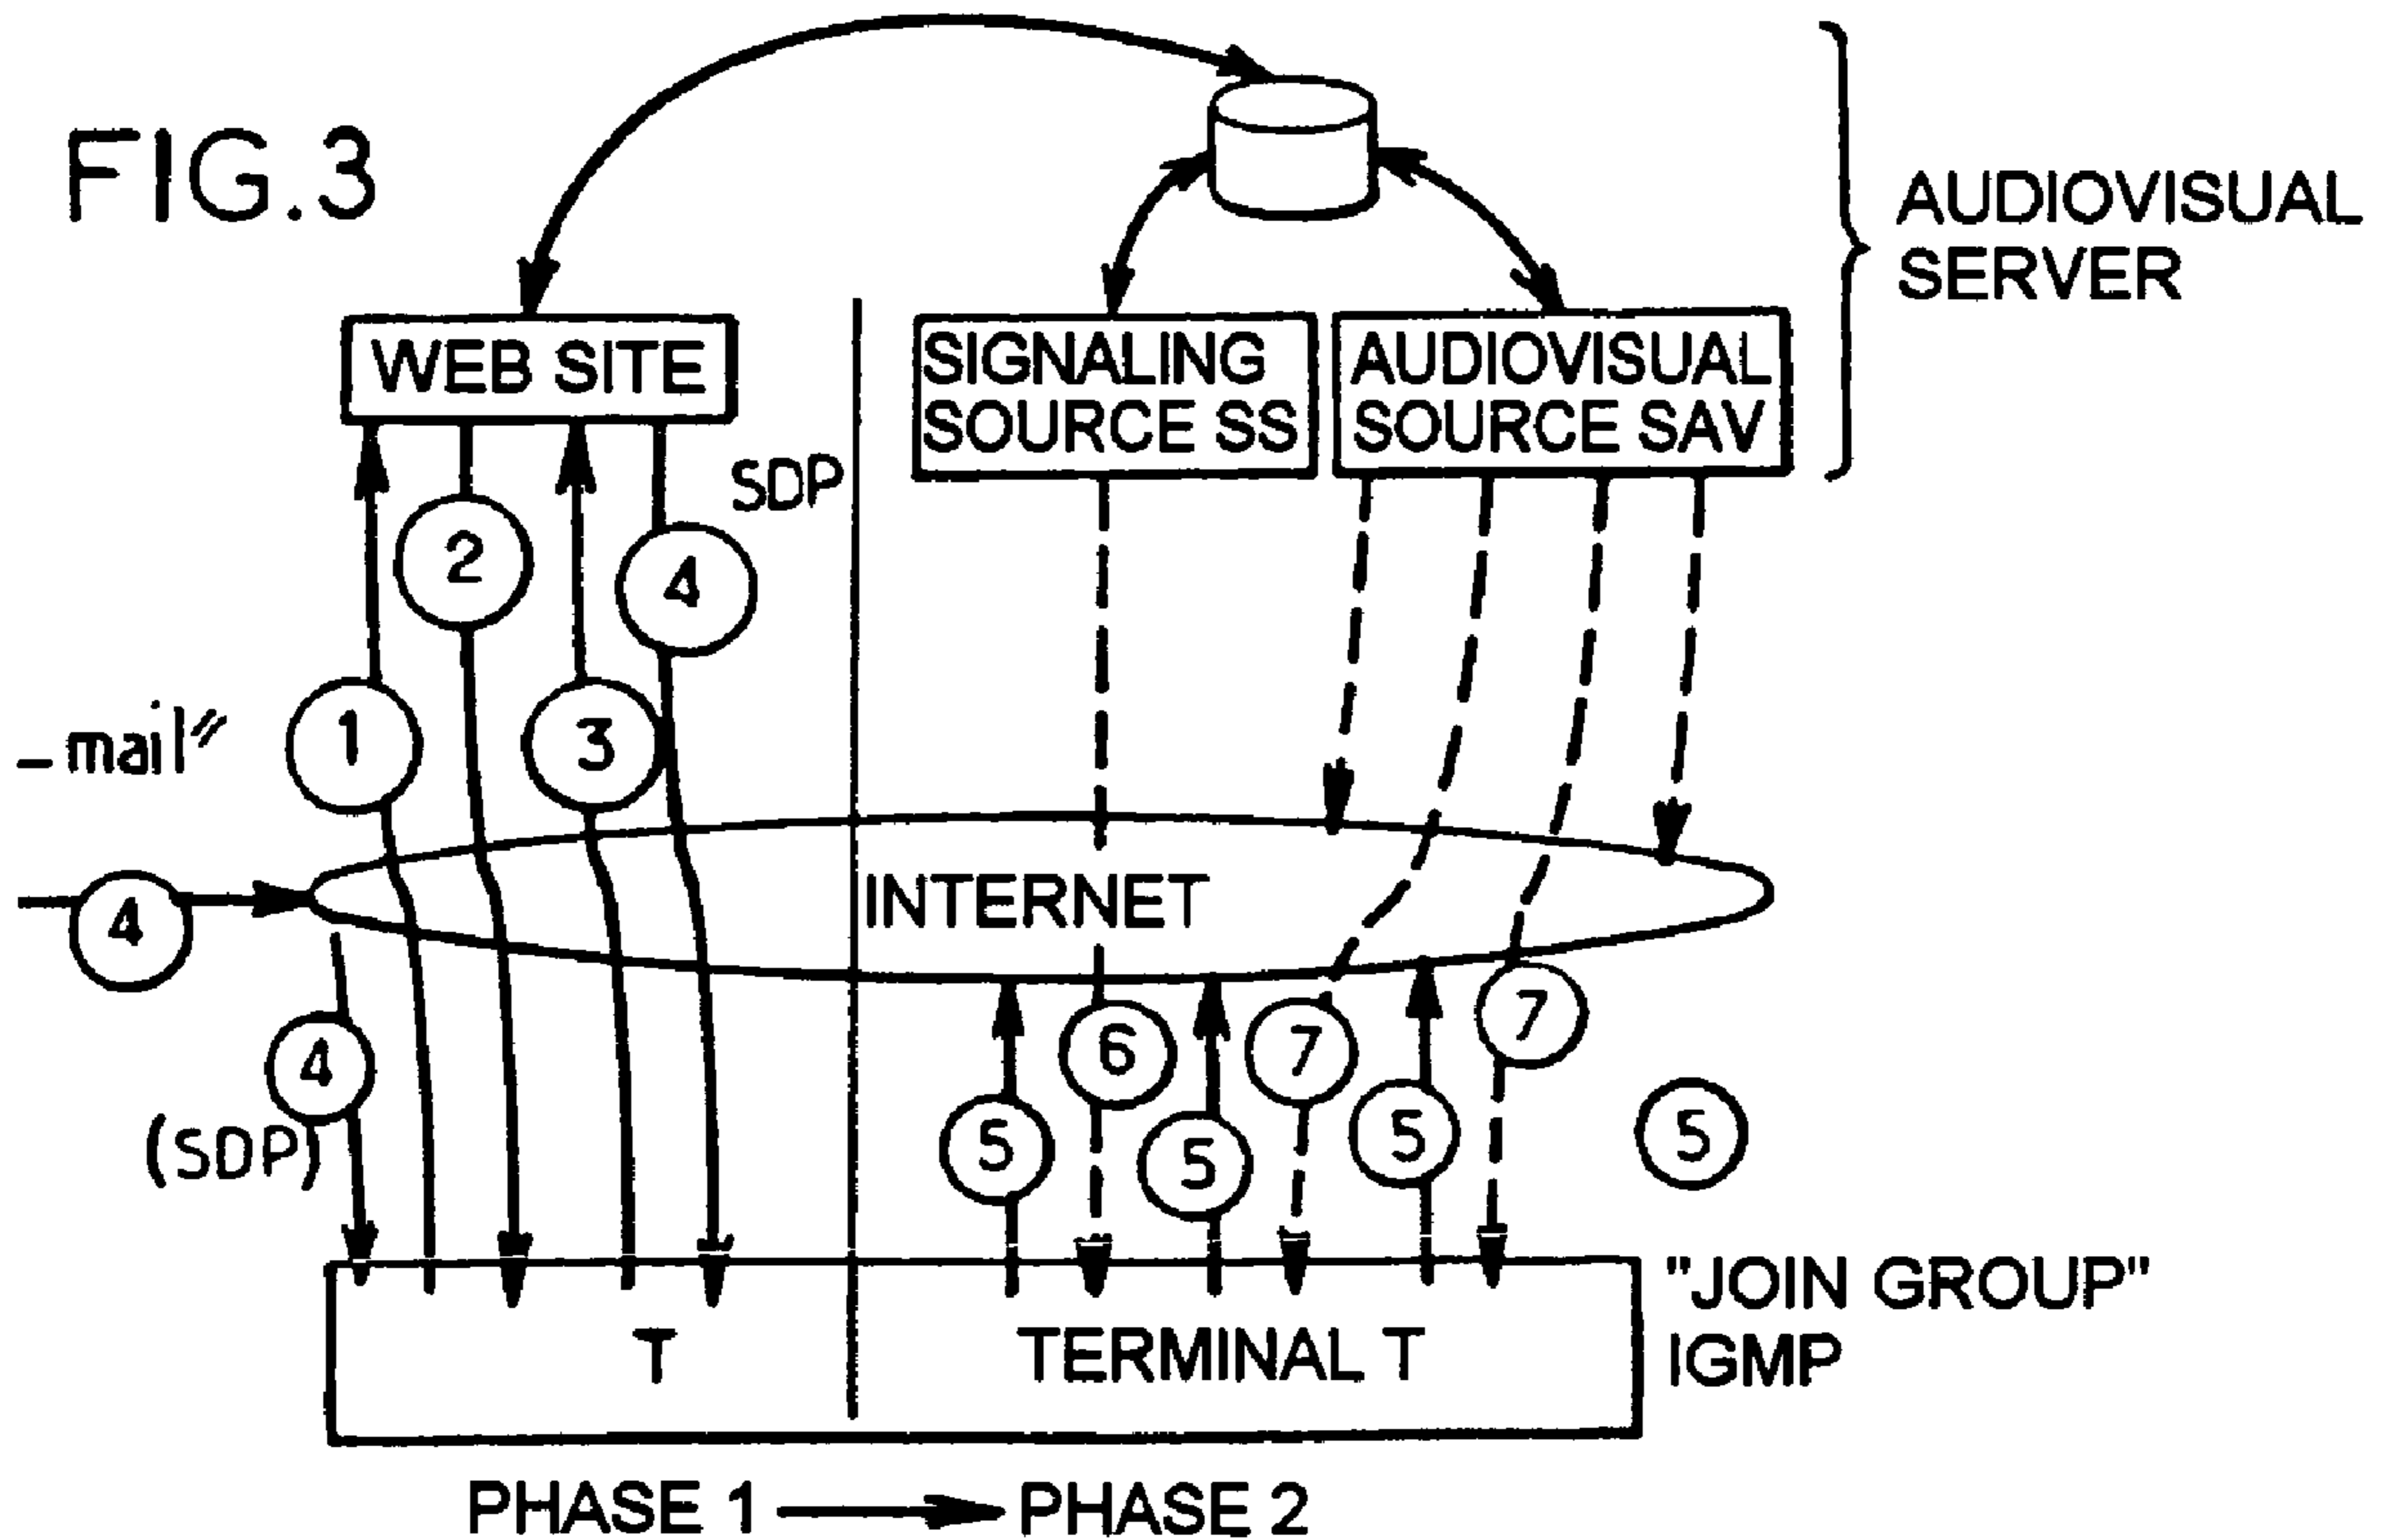 FIG.3
AUDIOVISUAL
SERVER
WEB SITE
SIGNALING
SOURCE SS
AUDIOVISUAL
SOURCE SAV
SDP
2
4
1
3
-mail"
4
INTERNET
4
(SDP)
6
7
7
5
5
5
5
T
TERMINAL T
"JOIN GROUP"
IGMP
PHASE 1
PHASE 2